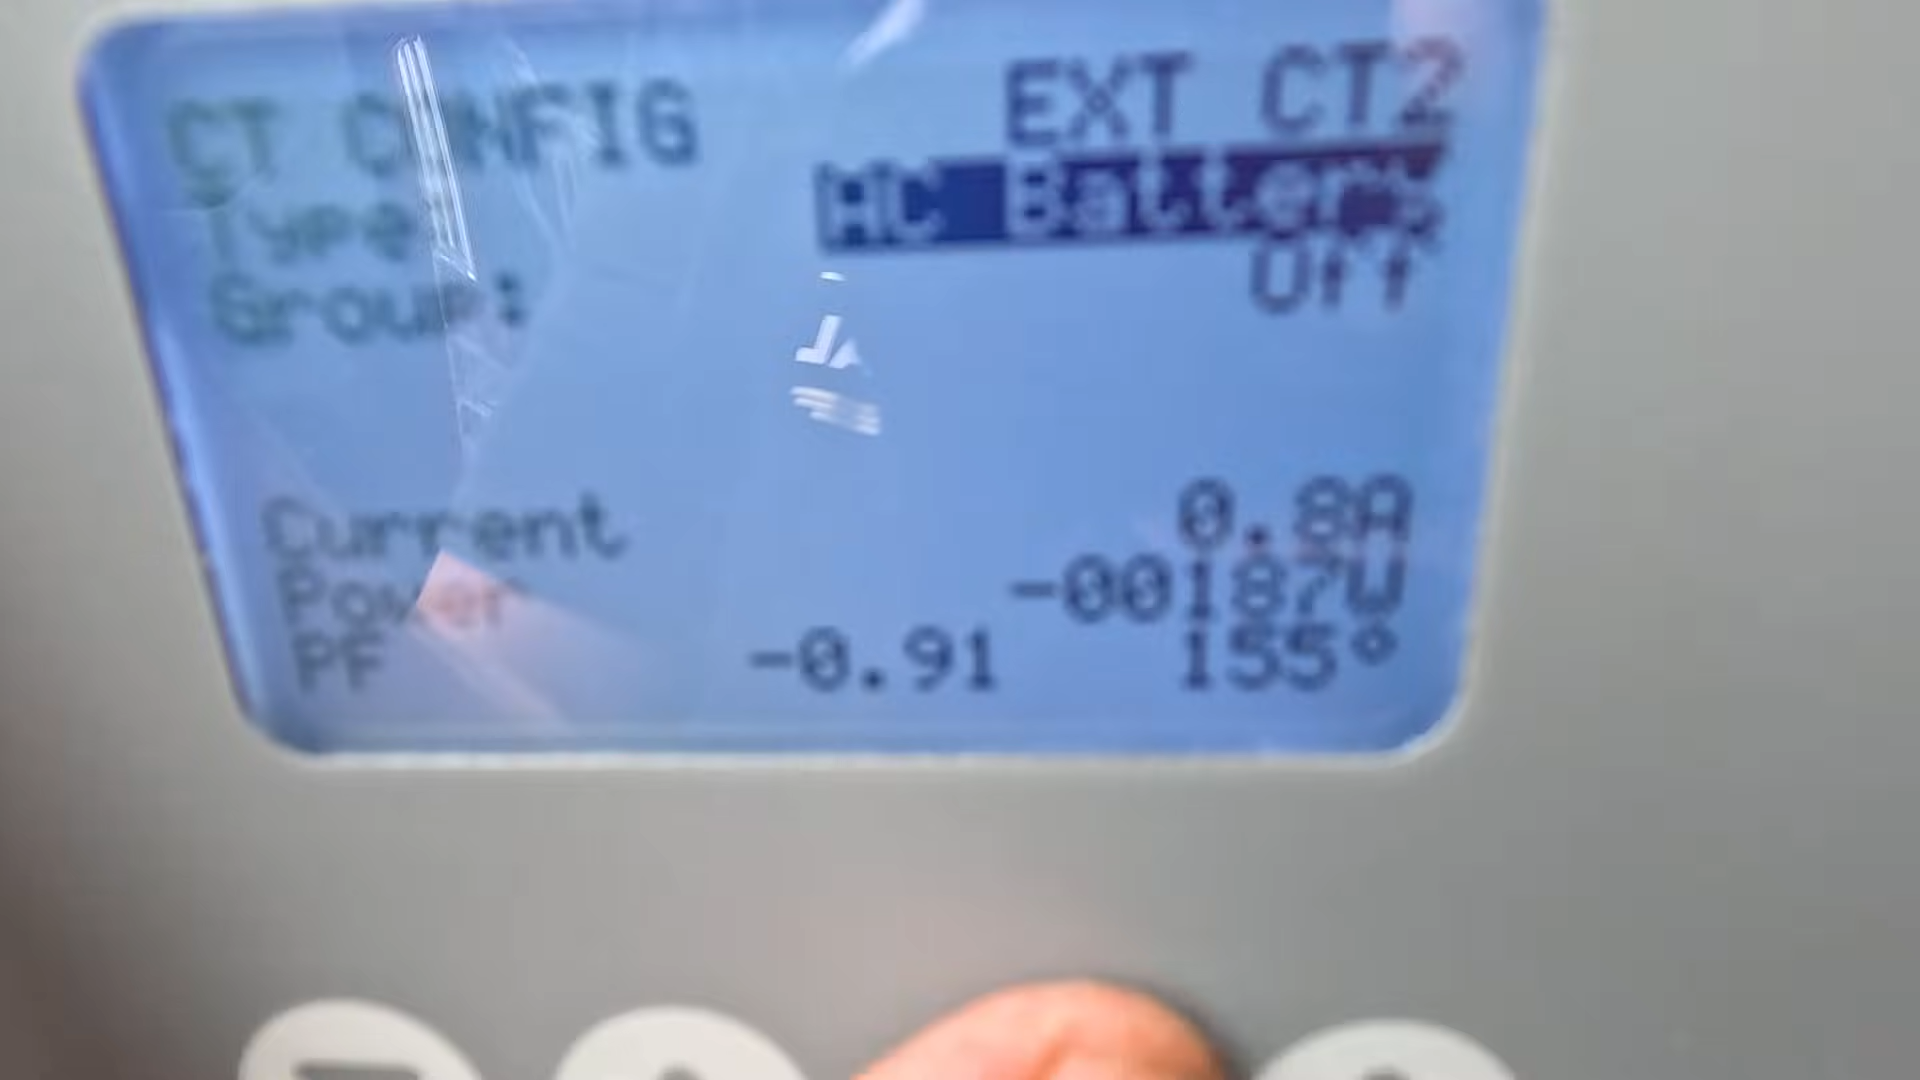 CT CONFIG EXT CT2
Type: AC Battery
Group: Off
Current 0.8A
Power -00187W
PF -0.91 155°